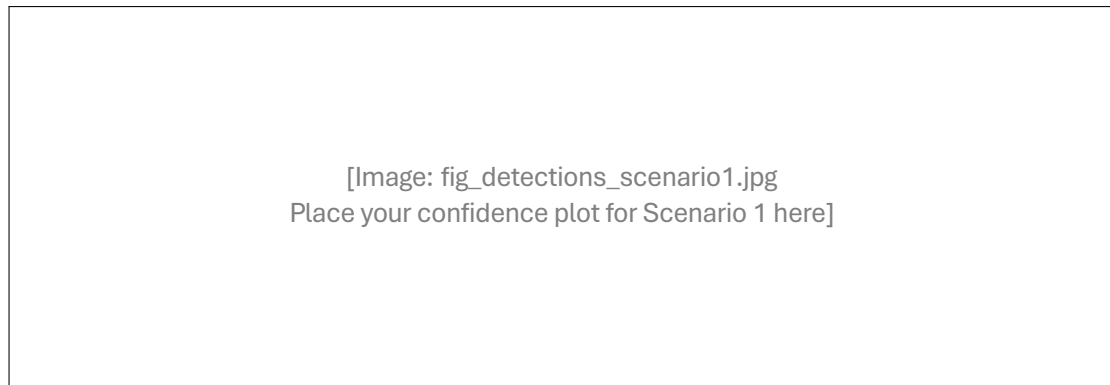 [Image: fig_detections_scenario1.jpg
Place your confidence plot for Scenario 1 here]